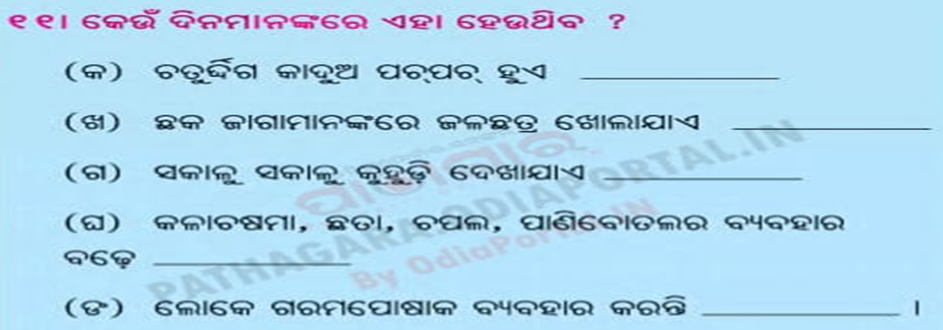 ୧୧। କେଉଁ ଦିନମାନଙ୍କରେ ଏହା ହେଉଥିବ ?
(କ) ଚତୁର୍ଦ୍ଦିଗ କାଦୁଅ ପଚ୍‌ପଚ୍ ହୁଏ ____________
(ଖ) ଛକ ଜାଗାମାନଙ୍କରେ ଜଳଛତ୍ର ଖୋଲାଯାଏ ____________
(ଗ) ସକାଳୁ ସକାଳୁ କୁହୁଡ଼ି ଦେଖାଯାଏ ____________
(ଘ) କଳାଚଷମା, ଛତା, ଚପଲ, ପାଣିବୋତଲର ବ୍ୟବହାର
ବଢ଼େ ____________
(ଙ) ଲୋକେ ଗରମପୋଷାକ ବ୍ୟବହାର କରନ୍ତି ____________ ।
ପାଠାଗାର
PATHAGARA.ODIAPORTAL.IN
By OdiaPortal.IN